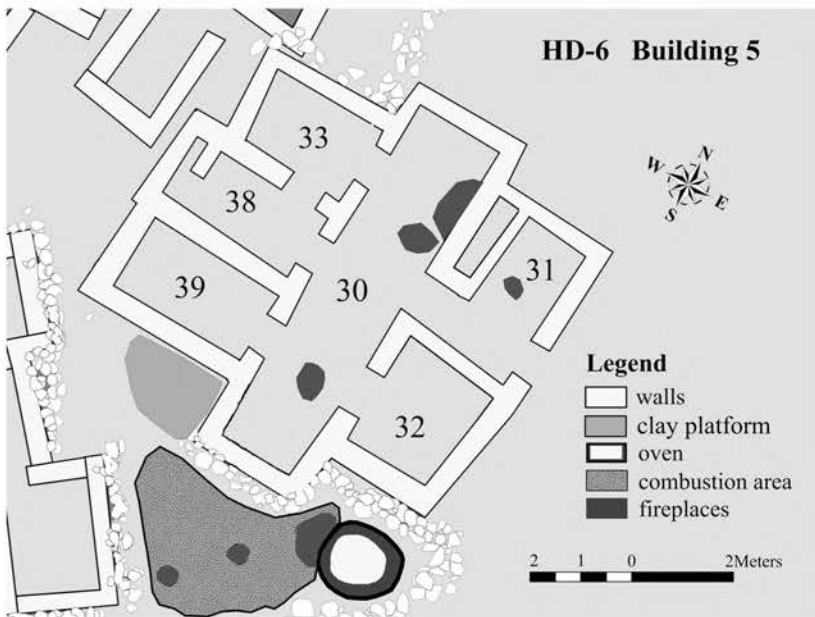 HD-6 Building 5
33
N
W
E
S
38
31
39
30
32
Legend
walls
clay platform
oven
combustion area
fireplaces
2 1 0 2Meters